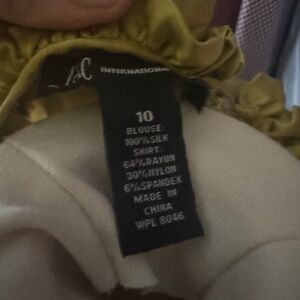 INTERNATIONAL
10
BLOUSE:
100%SILK
SKIRT:
64%RAYON
30%NYLON
6%SPANDEX
MADE IN
CHINA
WPL 8046